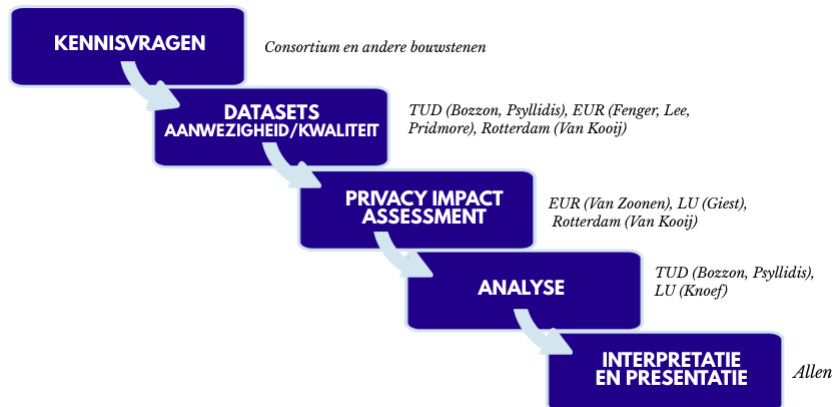 KENNISVRAGEN
Consortium en andere bouwstenen
DATASETS
AANWEZIGHEID/KWALITEIT
TUD (Bozzon, Psyllidis), EUR (Fenger, Lee,
Pridmore), Rotterdam (Van Kooij)
PRIVACY IMPACT
ASSESSMENT
EUR (Van Zoonen), LU (Giest),
Rotterdam (Van Kooij)
ANALYSE
TUD (Bozzon, Psyllidis),
LU (Knoef)
INTERPRETATIE
EN PRESENTATIE
Allen